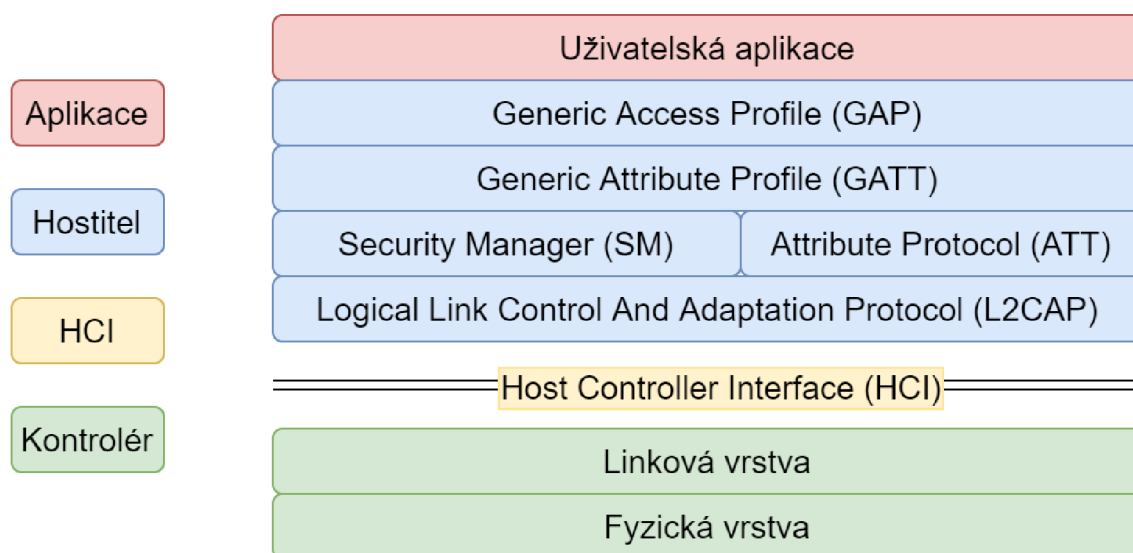 Aplikace
Hostitel
HCI
Kontrolér
Uživatelská aplikace
Generic Access Profile (GAP)
Generic Attribute Profile (GATT)
Security Manager (SM)
Attribute Protocol (ATT)
Logical Link Control And Adaptation Protocol (L2CAP)
Host Controller Interface (HCI)
Linková vrstva
Fyzická vrstva